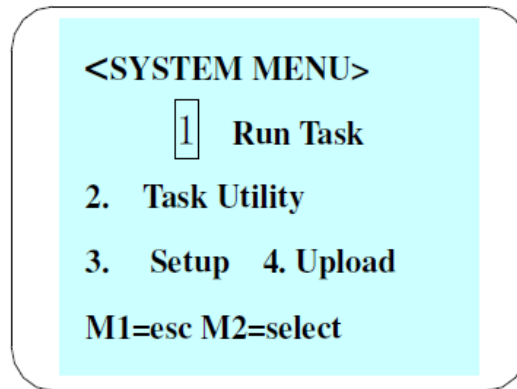 <SYSTEM MENU>
1 Run Task
2. Task Utility
3. Setup 4. Upload
M1=esc M2=select